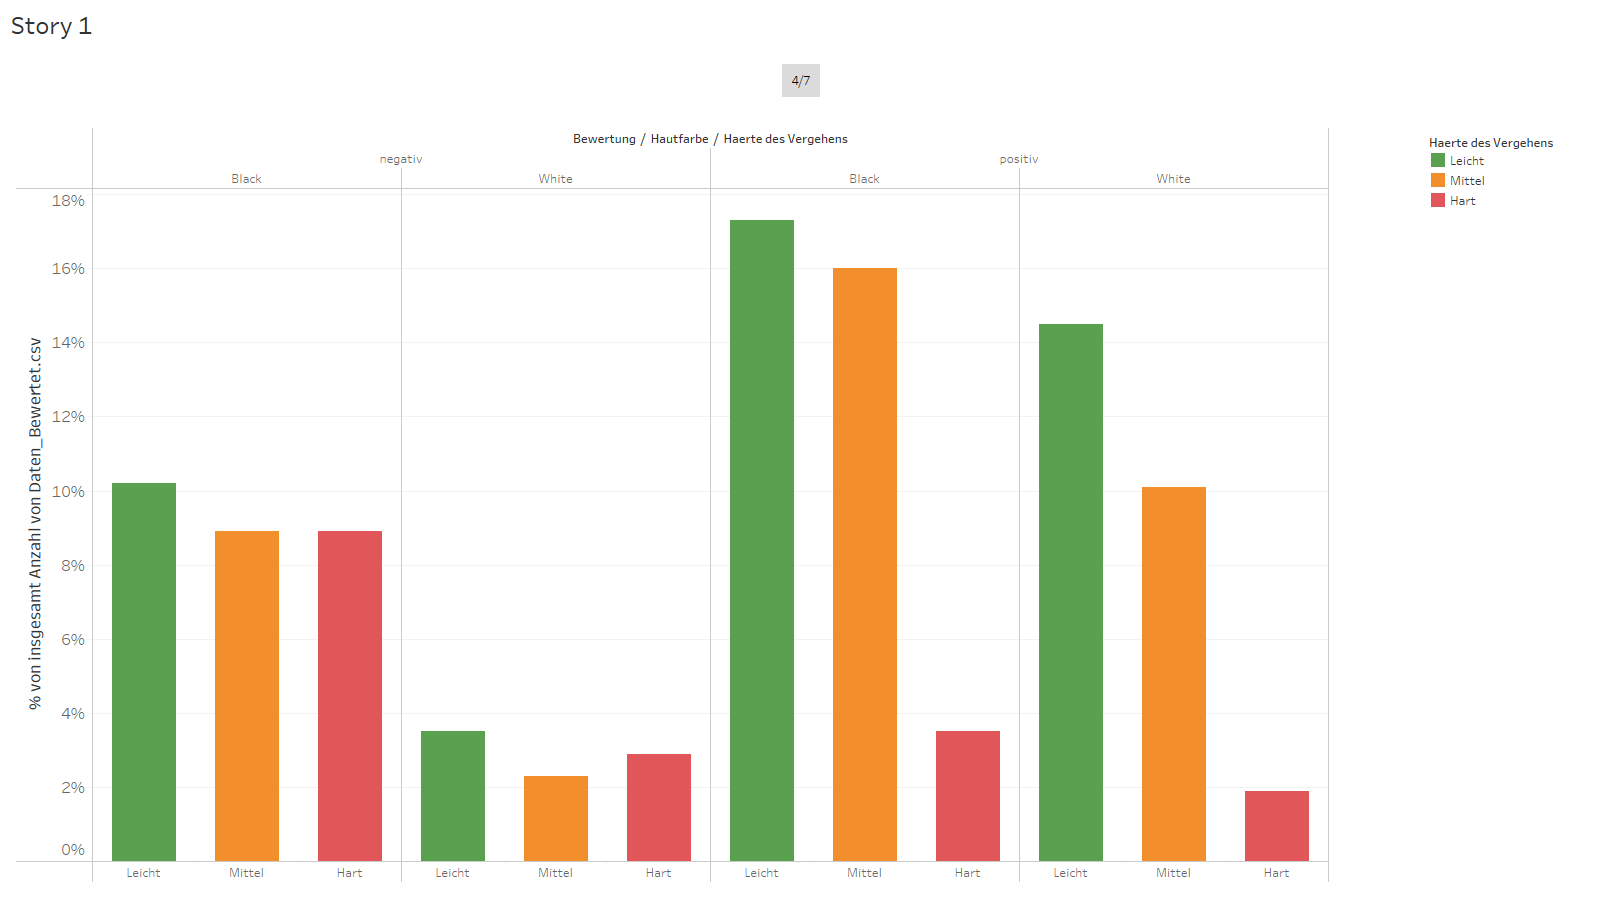 Story 1
4/7
Bewertung / Hautfarbe / Haerte des Vergehens
negativ positiv
Black White Black White
18%
16%
14%
12%
10%
8%
6%
4%
2%
0%
% von insgesamt Anzahl von Daten_Bewertet.csv
Leicht Mittel Hart Leicht Mittel Hart Leicht Mittel Hart Leicht Mittel Hart
Haerte des Vergehens
Leicht
Mittel
Hart